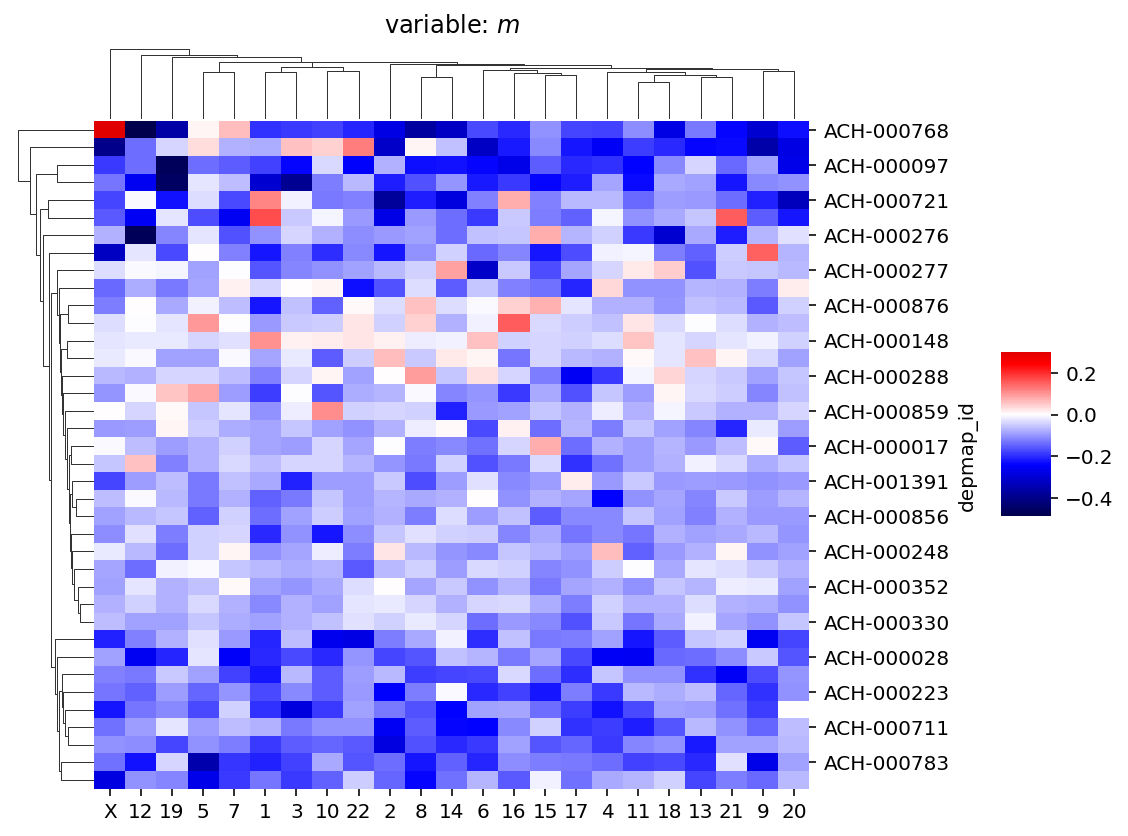 variable: m
ACH-000768
ACH-000097
ACH-000721
ACH-000276
ACH-000277
ACH-000876
ACH-000148
ACH-000288
ACH-000859
ACH-000017
ACH-001391
ACH-000856
ACH-000248
ACH-000352
ACH-000330
ACH-000028
ACH-000223
ACH-000711
ACH-000783
depmap_id
0.2
0.0
−0.2
−0.4
X 12 19 5 7 1 3 10 22 2 8 14 6 16 15 17 4 11 18 13 21 9 20